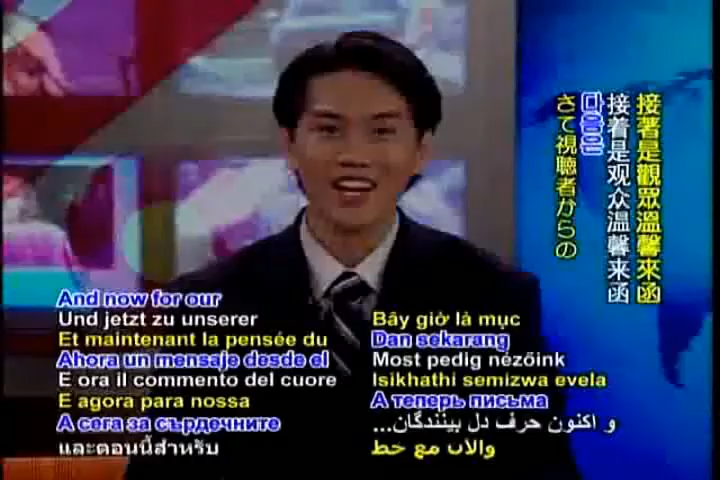 接著是觀眾溫馨來函
接着是观众温馨来函
다음은
さて視聴者からの
And now for our
Und jetzt zu unserer
Et maintenant la pensée du
Ahora un mensaje desde el
E ora il commento del cuore
E agora para nossa
А сега за сърдечните
และตอนนี้สำหรับ
Bây giờ là mục
Dan sekarang
Most pedig nézőink
Isikhathi semizwa evela
А теперь письма
و اکنون حرف دل بینندگان...
والآن مع خط